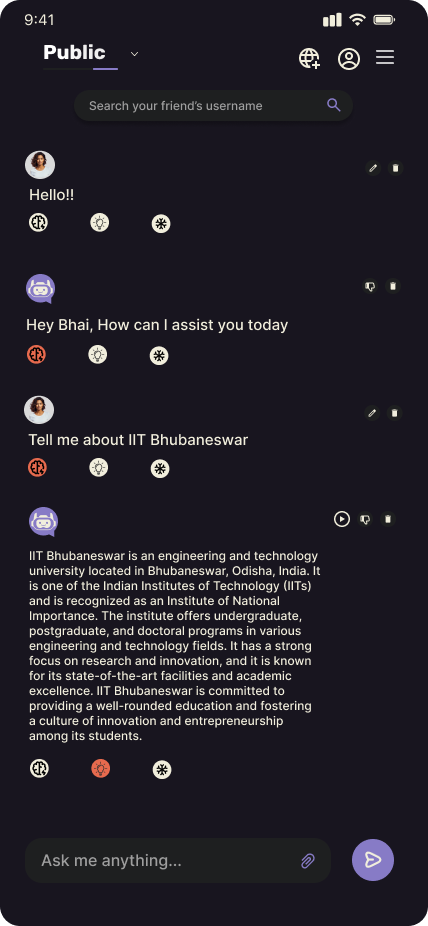 9:41
Public
Search your friend's username
Hello!!
Hey Bhai, How can I assist you today
Tell me about IIT Bhubaneswar
IIT Bhubaneswar is an engineering and technology
university located in Bhubaneswar, Odisha, India. It
is one of the Indian Institutes of Technology (IITs)
and is recognized as an Institute of National
Importance. The institute offers undergraduate,
postgraduate, and doctoral programs in various
engineering and technology fields. It has a strong
focus on research and innovation, and it is known
for its state-of-the-art facilities and academic
excellence. IIT Bhubaneswar is committed to
providing a well-rounded education and fostering
a culture of innovation and entrepreneurship
among its students.
Ask me anything...